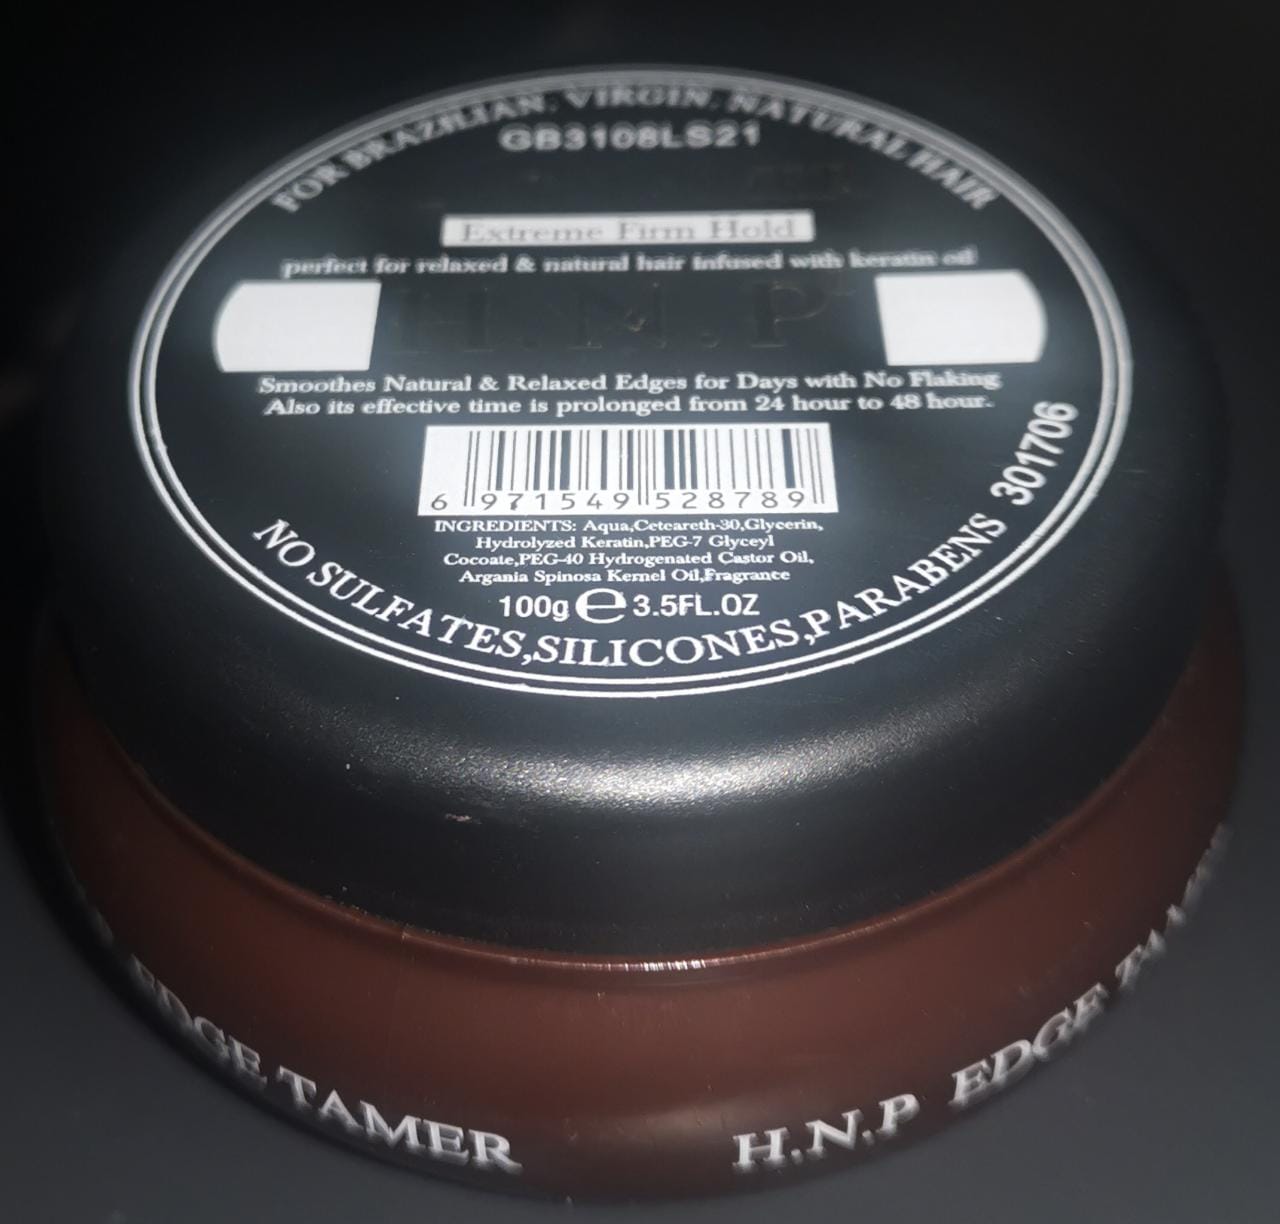 FOR BRAZILIAN. VIRGIN. NATURAL HAIR
GB3108LS21
Extreme Firm Hold
perfect for relaxed & natural hair infused with keratin oil
H.N.P
Smoothes Natural & Relaxed Edges for Days with No Flaking
Also its effective time is prolonged from 24 hour to 48 hour.
6 971549 528789
INGREDIENTS: Aqua,Ceteareth-30,Glycerin,
Hydrolyzed Keratin,PEG-7 Glyceyl
Cocoate,PEG-40 Hydrogenated Castor Oil,
Argania Spinosa Kernel Oil,Fragrance
100g e 3.5FL.OZ
NO SULFATES,SILICONES,PARABENS 301706
EDGE TAMER
H.N.P EDGE